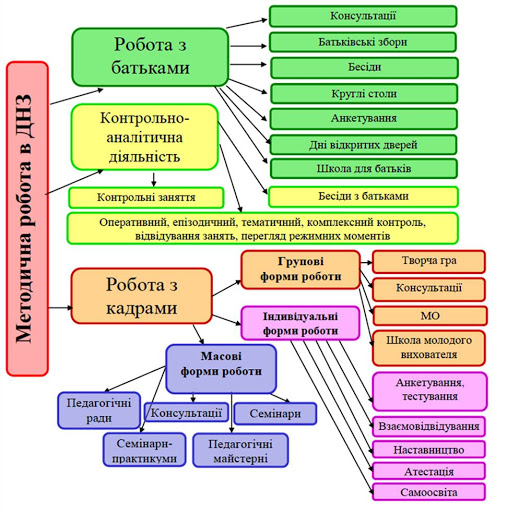 Методична робота в ДНЗ
Робота з
батьками
Консультації
Батьківські збори
Бесіди
Круглі столи
Анкетування
Дні відкритих дверей
Школа для батьків
Контрольно-
аналітична
діяльність
Контрольні заняття
Бесіди з батьками
Оперативний, епізодичний, тематичний, комплексний контроль,
відвідування занять, перегляд режимних моментів
Робота з
кадрами
Групові
форми роботи
Творча гра
Консультації
МО
Школа молодого
вихователя
Індивідуальні
форми роботи
Анкетування,
тестування
Взаємовідвідування
Наставництво
Атестація
Самоосвіта
Масові
форми роботи
Педагогічні
ради
Консультації
Семінари
Семінари-
практикуми
Педагогічні
майстерні